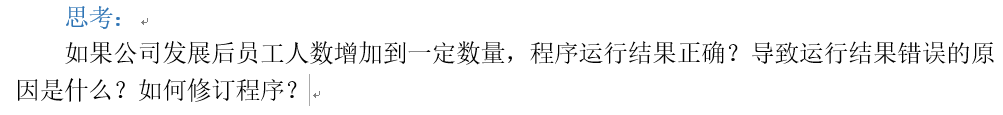 思考：
如果公司发展后员工人数增加到一定数量，程序运行结果正确？导致运行结果错误的原
因是什么？如何修订程序？